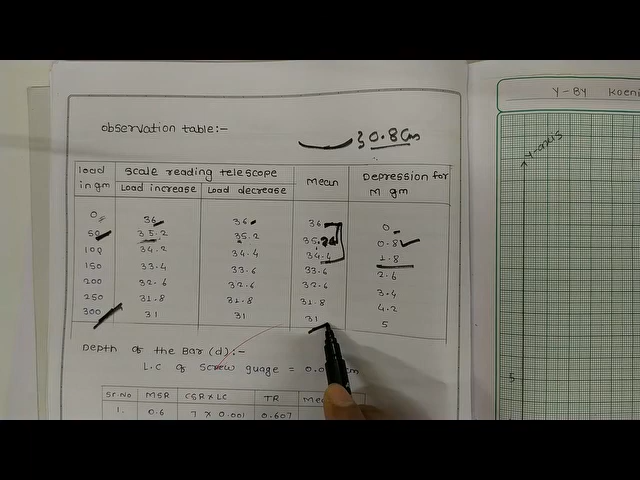 Observation table:-
} 0.8 cm
Load in gm | Scale reading telescope | Mean | Depression for M gm
Load increase | Load decrease
0 | 36 | 36 | 36 | 0
50 | 35.2 | 35.2 | 35. | 0.8
100 | 34.2 | 34.4 | 34.4 | 1.8
150 | 33.4 | 33.6 | 33.6 | 2.6
200 | 32.6 | 32.6 | 32.6 | 3.4
250 | 31.8 | 31.8 | 31.8 | 4.2
300 | 31 | 31 | 31 | 5
Depth of the Bar (d):-
L.C of screw guage = 0.0 cm
Sr.No | MSR | CSR x LC | TR
1. | 0.6 | 7 x 0.001 | 0.607
Y-BY
Y-axis
5